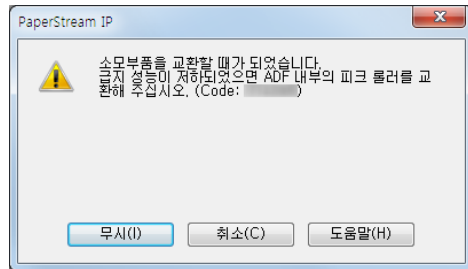 PaperStream IP
소모부품을 교환할 때가 되었습니다.
급지 성능이 저하되었으면 ADF 내부의 피크 롤러를 교
환해 주십시오. (Code: )
무시(I) 취소(C) 도움말(H)